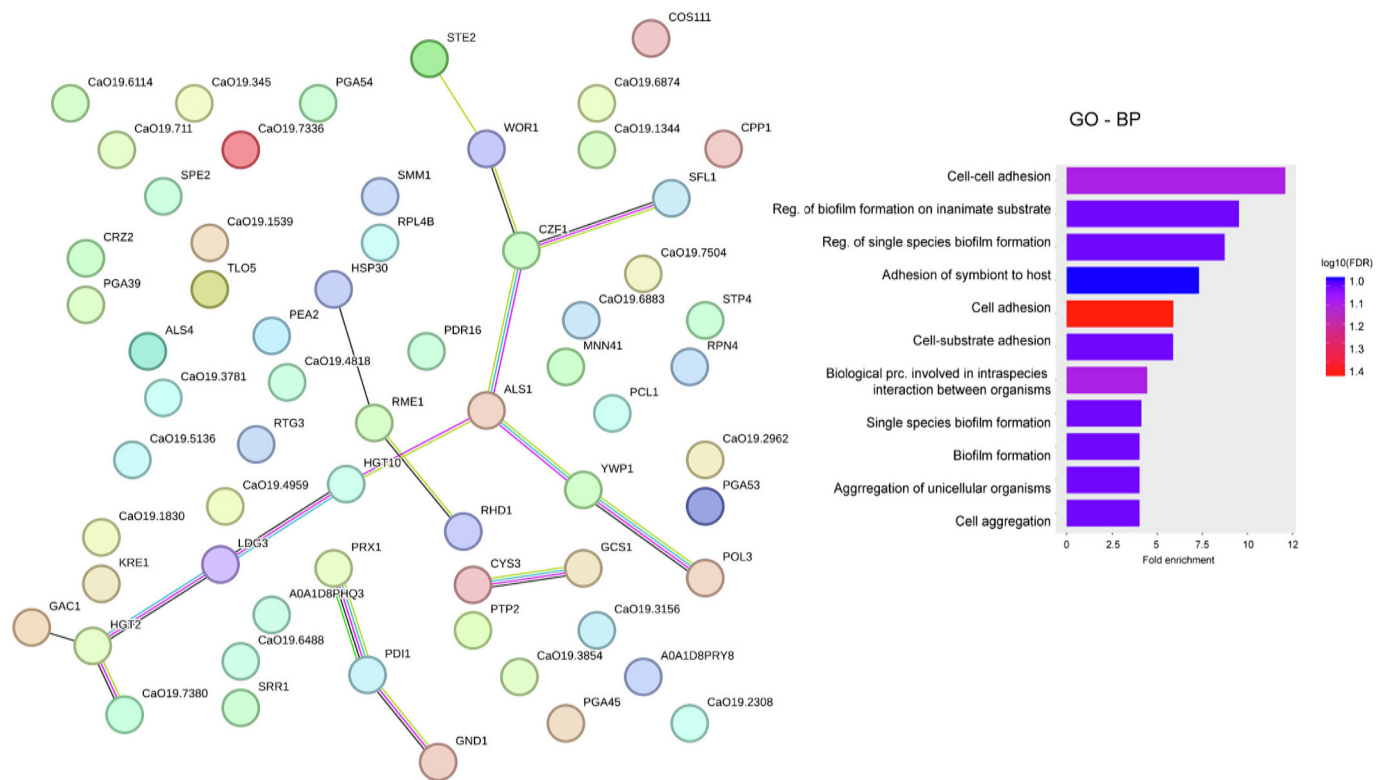 COS111
STE2
CaO19.6114
CaO19.345
PGA54
CaO19.6874
CaO19.711
CaO19.7336
WOR1
CaO19.1344
CPP1
SPE2
SMM1
SFL1
CaO19.1539
RPL4B
CRZ2
CZF1
TLO5
HSP30
CaO19.7504
PGA39
CaO19.6883
STP4
ALS4
PEA2
PDR16
MNN41
RPN4
CaO19.4818
CaO19.3781
ALS1
PCL1
RME1
RTG3
CaO19.5136
CaO19.2962
HGT10
YWP1
CaO19.4959
PGA53
CaO19.1830
RHD1
LDG3
PRX1
GCS1
KRE1
CYS3
POL3
A0A1D8PHQ3
GAC1
PTP2
CaO19.3156
HGT2
CaO19.6488
PDI1
CaO19.3854
A0A1D8PRY8
CaO19.7380
SRR1
PGA45
CaO19.2308
GND1
GO - BP
Cell-cell adhesion
Reg. of biofilm formation on inanimate substrate
Reg. of single species biofilm formation
Adhesion of symbiont to host
Cell adhesion
Cell-substrate adhesion
Biological prc. involved in intraspecies
interaction between organisms
Single species biofilm formation
Biofilm formation
Aggrregation of unicellular organisms
Cell aggregation
0 2.5 5 7.5 10 12
Fold enrichment
log10(FDR)
1.0
1.1
1.2
1.3
1.4